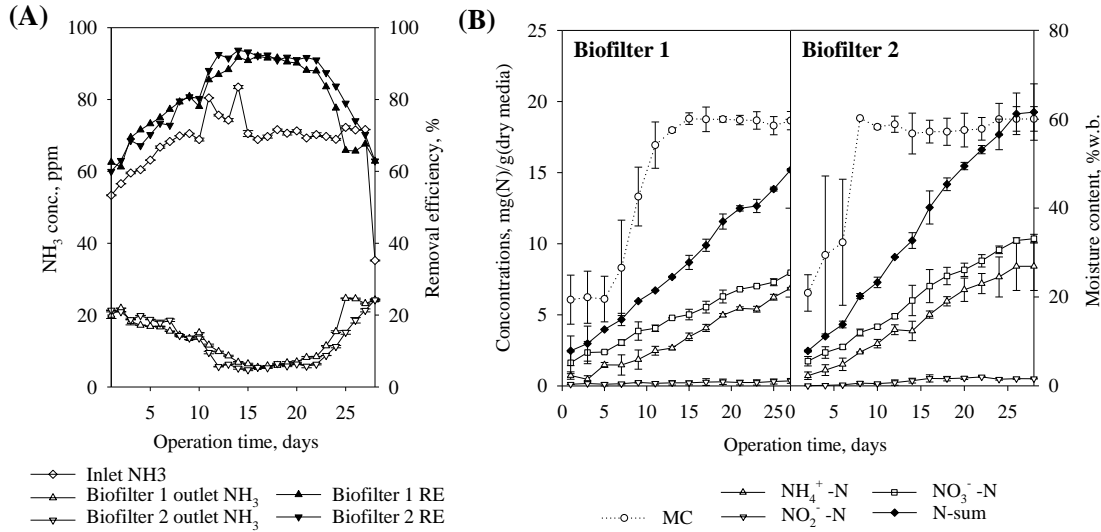 (A)
100
80
60
40
20
0
NH3 conc., ppm
100
80
60
40
20
0
Removal efficiency, %
5 10 15 20 25
Operation time, days
Inlet NH3
Biofilter 1 outlet NH3
Biofilter 2 outlet NH3
Biofilter 1 RE
Biofilter 2 RE
(B)
Biofilter 1
Biofilter 2
25
20
15
10
5
0
Concontrations, mg(N)/g(dry media)
80
60
40
20
0
Moisture content, %w.b.
0 5 10 15 20 25 5 10 15 20 25
Operation time, days
MC
NH4+ -N
NO2- -N
NO3- -N
N-sum